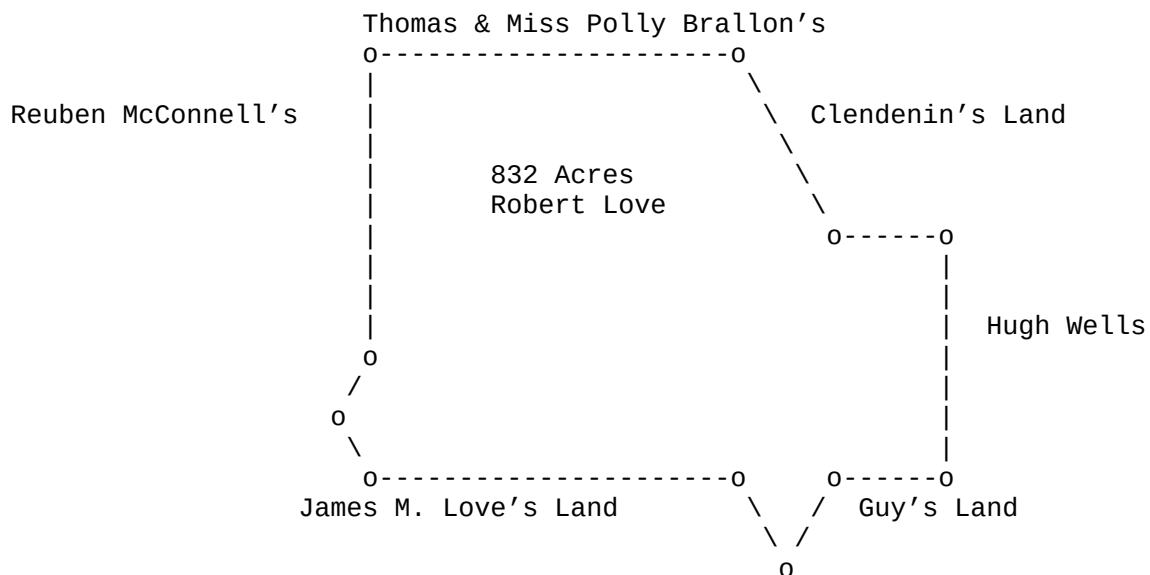 Thomas & Miss Polly Brallon’s
Reuben McConnell’s
Clendenin’s Land
832 Acres
Robert Love
Hugh Wells
James M. Love’s Land
Guy’s Land